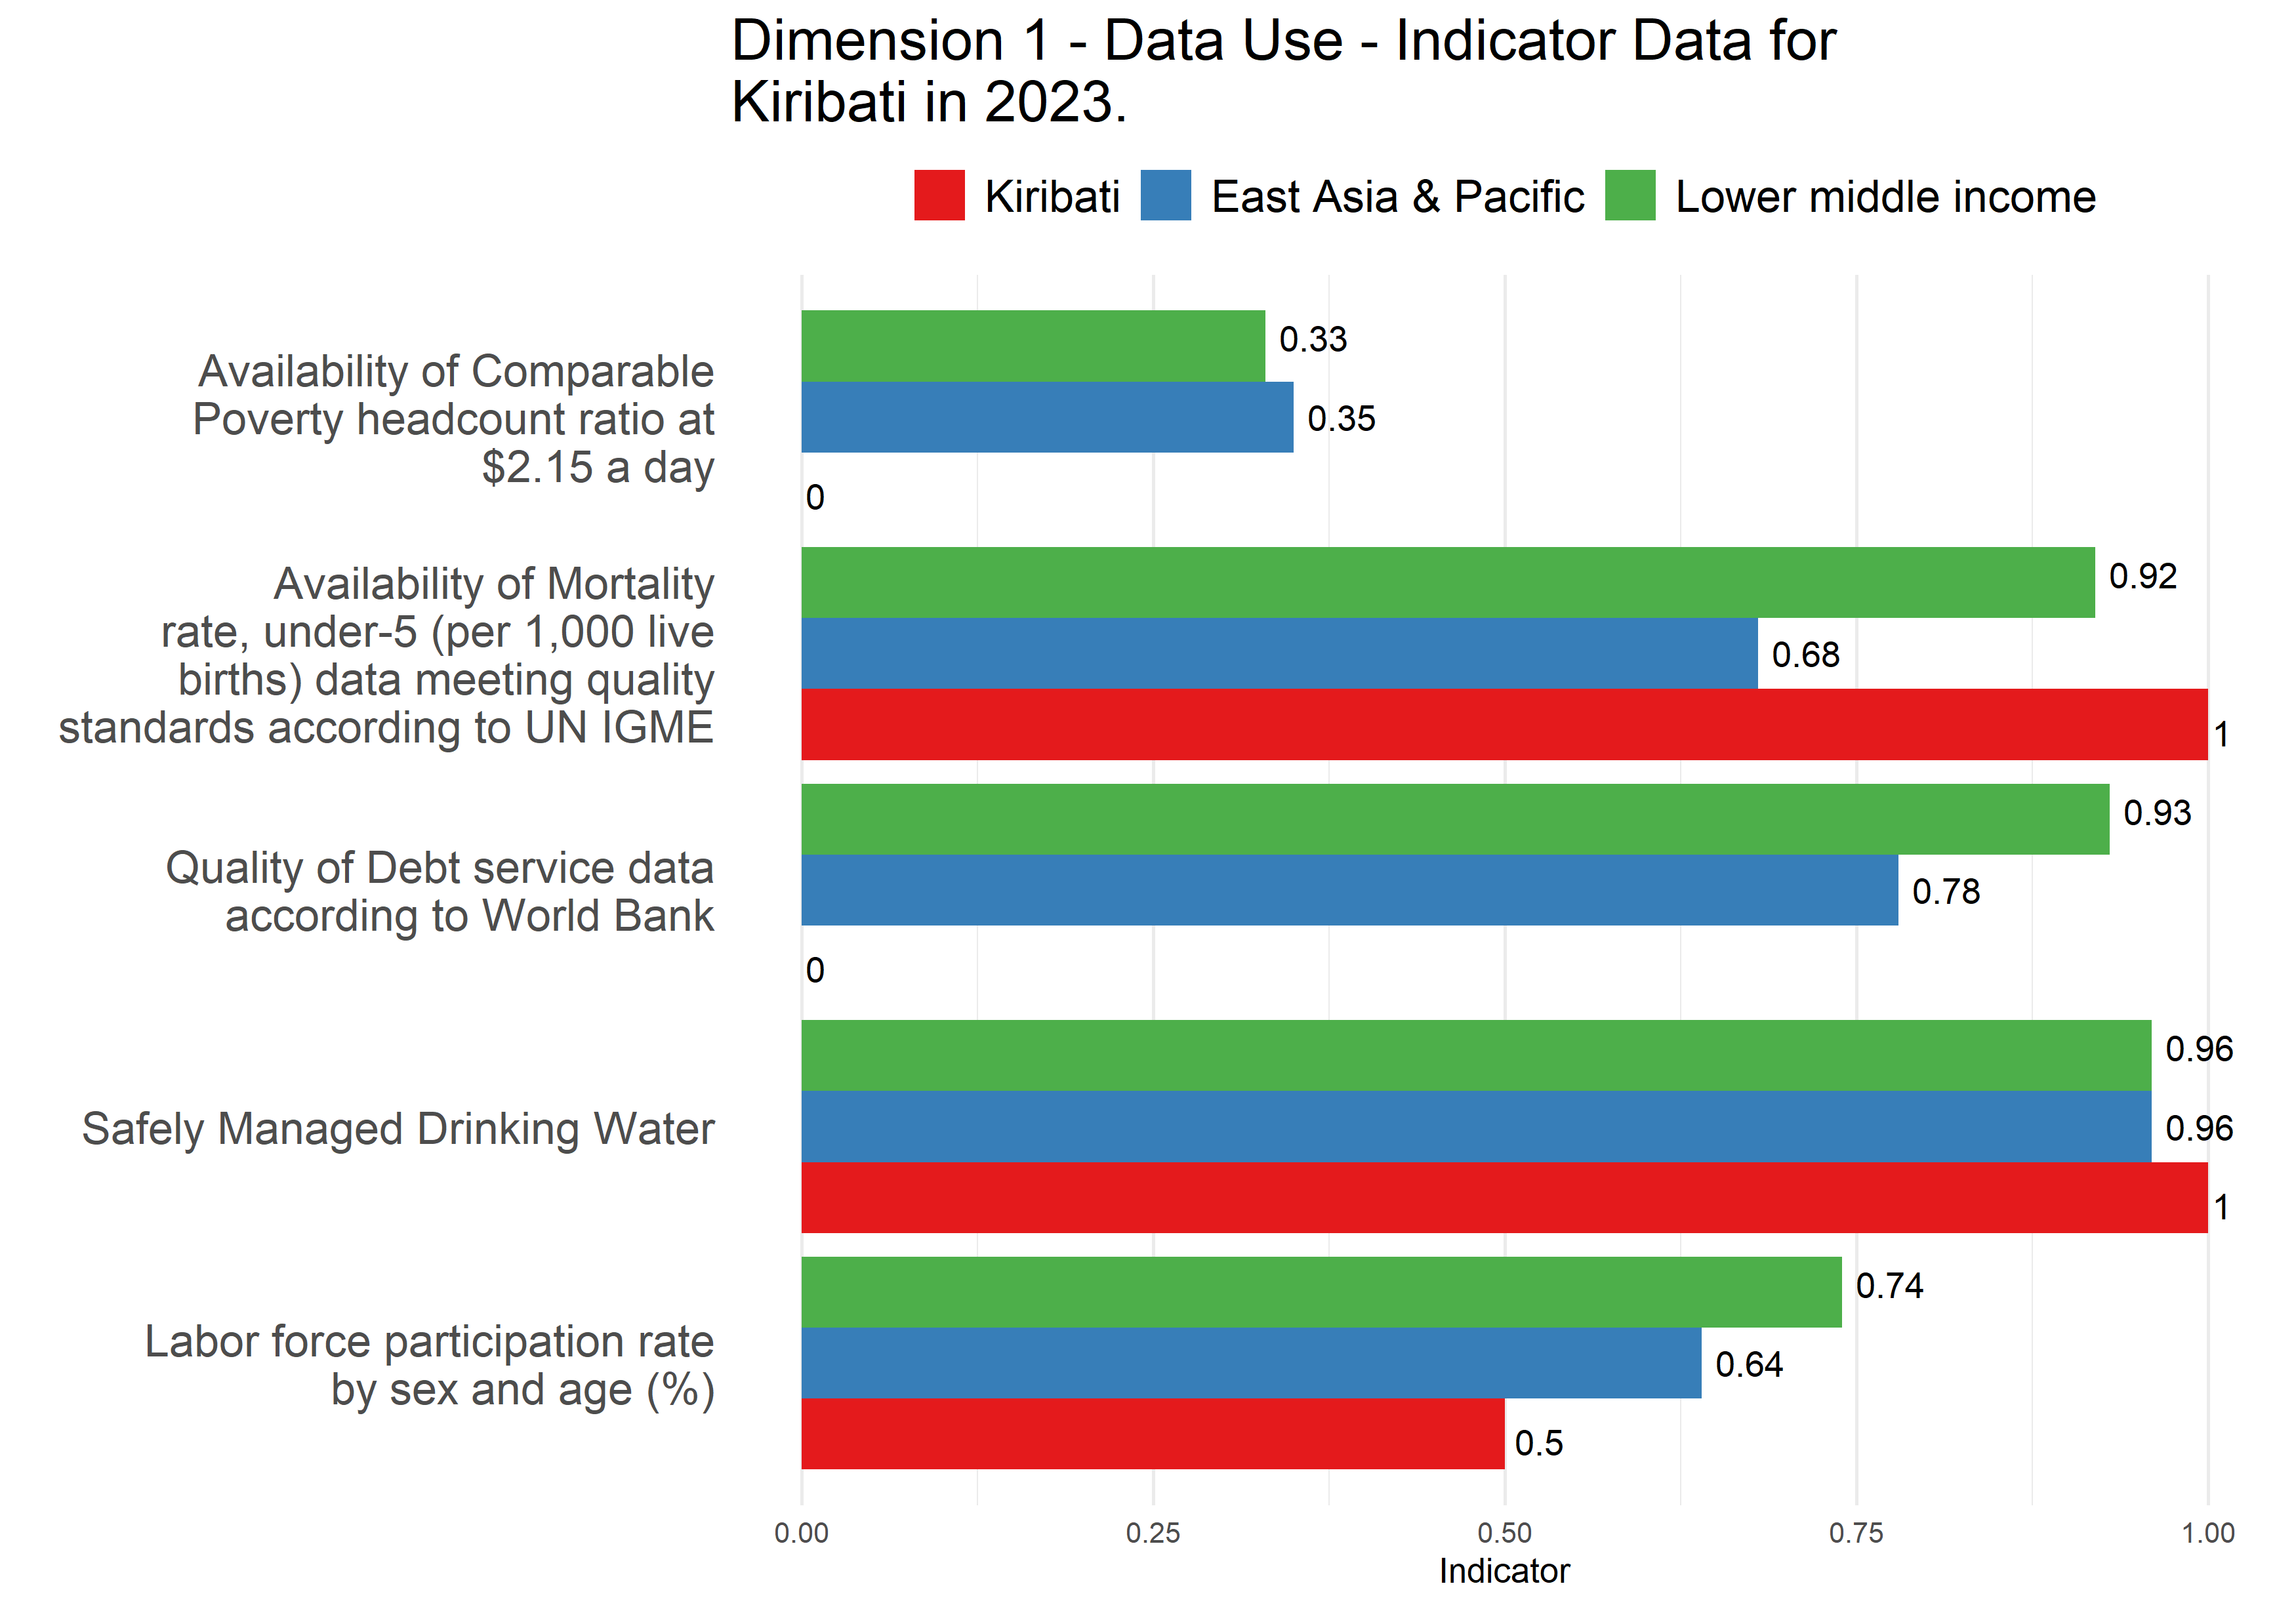 Dimension 1 - Data Use - Indicator Data for
Kiribati in 2023.
Kiribati East Asia & Pacific Lower middle income
Availability of Comparable
Poverty headcount ratio at
$2.15 a day
0.33
0.35
0
Availability of Mortality
rate, under-5 (per 1,000 live
births) data meeting quality
standards according to UN IGME
0.92
0.68
1
Quality of Debt service data
according to World Bank
0.93
0.78
0
Safely Managed Drinking Water
0.96
0.96
1
Labor force participation rate
by sex and age (%)
0.74
0.64
0.5
0.00 0.25 0.50 0.75 1.00
Indicator